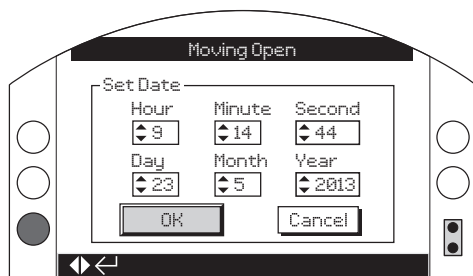 Moving Open
Set Date
Hour Minute Second
9 14 44
Day Month Year
23 5 2013
OK Cancel